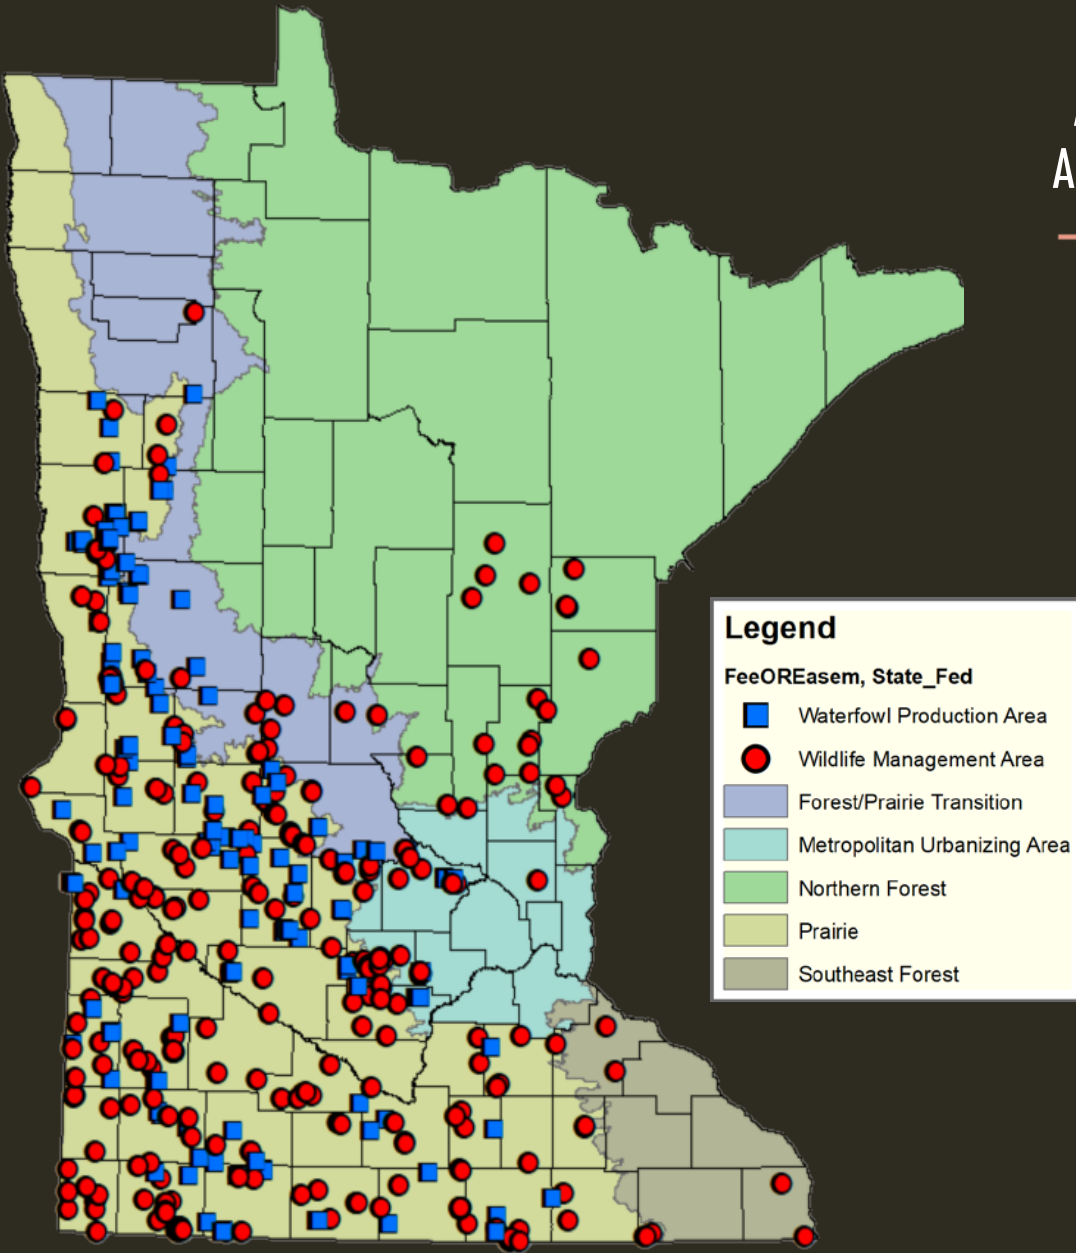 A
Legend
FeeOREasem, State_Fed
Waterfowl Production Area
Wildlife Management Area
Forest/Prairie Transition
Metropolitan Urbanizing Area
Northern Forest
Prairie
Southeast Forest